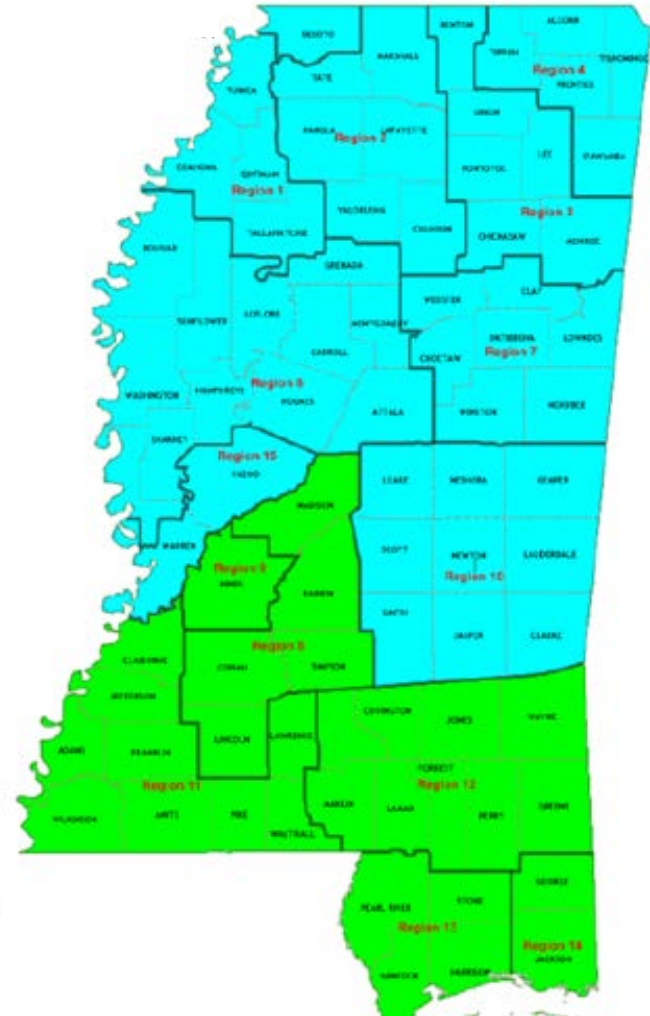 DESOTO
BENTON
ALCORN
MARSHALL
TIPPAH
TISHOMINGO
TATE
Region 4
PRENTISS
TUNICA
UNION
PANOLA
Region 2
LAFAYETTE
LEE
ITAWAMBA
COAHOMA
QUITMAN
PONTOTOC
Region 1
YALOBUSHA
Region 3
TALLAHATCHIE
CALHOUN
CHICKASAW
MONROE
BOLIVAR
GRENADA
CLAY
WEBSTER
SUNFLOWER
LEFLORE
MONTGOMERY
OKTIBBEHA
LOWNDES
CARROLL
CHOCTAW
Region 7
Region 6
WASHINGTON
HUMPHREYS
HOLMES
ATTALA
WINSTON
NOXUBEE
SHARKEY
Region 15
YAZOO
LEAKE
NESHOBA
KEMPER
MADISON
WARREN
SCOTT
NEWTON
LAUDERDALE
Region 9
HINDS
Region 10
RANKIN
SMITH
JASPER
CLARKE
Region 8
CLAIBORNE
COPIAH
SIMPSON
JEFFERSON
COVINGTON
JONES
WAYNE
LINCOLN
LAWRENCE
ADAMS
FRANKLIN
FORREST
Region 11
Region 12
MARION
LAMAR
WILKINSON
AMITE
PIKE
PERRY
GREENE
WALTHALL
GEORGE
PEARL RIVER
STONE
Region 13
Region 14
JACKSON
HANCOCK
HARRISON